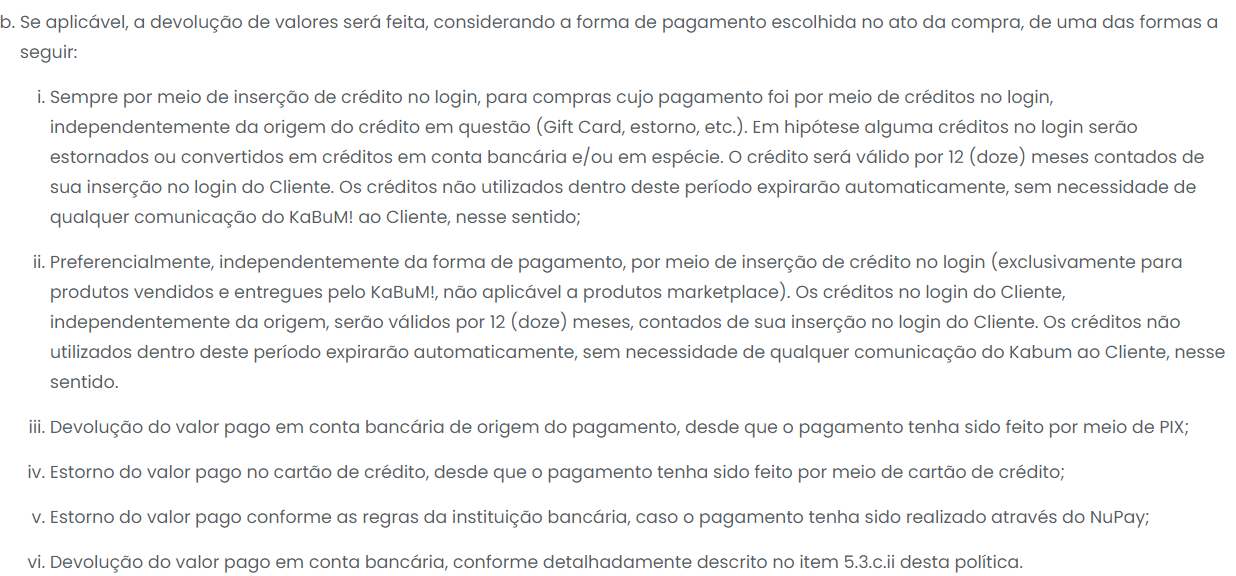 b. Se aplicável, a devolução de valores será feita, considerando a forma de pagamento escolhida no ato da compra, de uma das formas a
seguir:
i. Sempre por meio de inserção de crédito no login, para compras cujo pagamento foi por meio de créditos no login,
independentemente da origem do crédito em questão (Gift Card, estorno, etc.). Em hipótese alguma créditos no login serão
estornados ou convertidos em créditos em conta bancária e/ou em espécie. O crédito será válido por 12 (doze) meses contados de
sua inserção no login do Cliente. Os créditos não utilizados dentro deste período expirarão automaticamente, sem necessidade de
qualquer comunicação do KaBuM! ao Cliente, nesse sentido;
ii. Preferencialmente, independentemente da forma de pagamento, por meio de inserção de crédito no login (exclusivamente para
produtos vendidos e entregues pelo KaBuM!, não aplicável a produtos marketplace). Os créditos no login do Cliente,
independentemente da origem, serão válidos por 12 (doze) meses, contados de sua inserção no login do Cliente. Os créditos não
utilizados dentro deste período expirarão automaticamente, sem necessidade de qualquer comunicação do Kabum ao Cliente, nesse
sentido.
iii. Devolução do valor pago em conta bancária de origem do pagamento, desde que o pagamento tenha sido feito por meio de PIX;
iv. Estorno do valor pago no cartão de crédito, desde que o pagamento tenha sido feito por meio de cartão de crédito;
v. Estorno do valor pago conforme as regras da instituição bancária, caso o pagamento tenha sido realizado através do NuPay;
vi. Devolução do valor pago em conta bancária, conforme detalhadamente descrito no item 5.3.c.ii desta política.